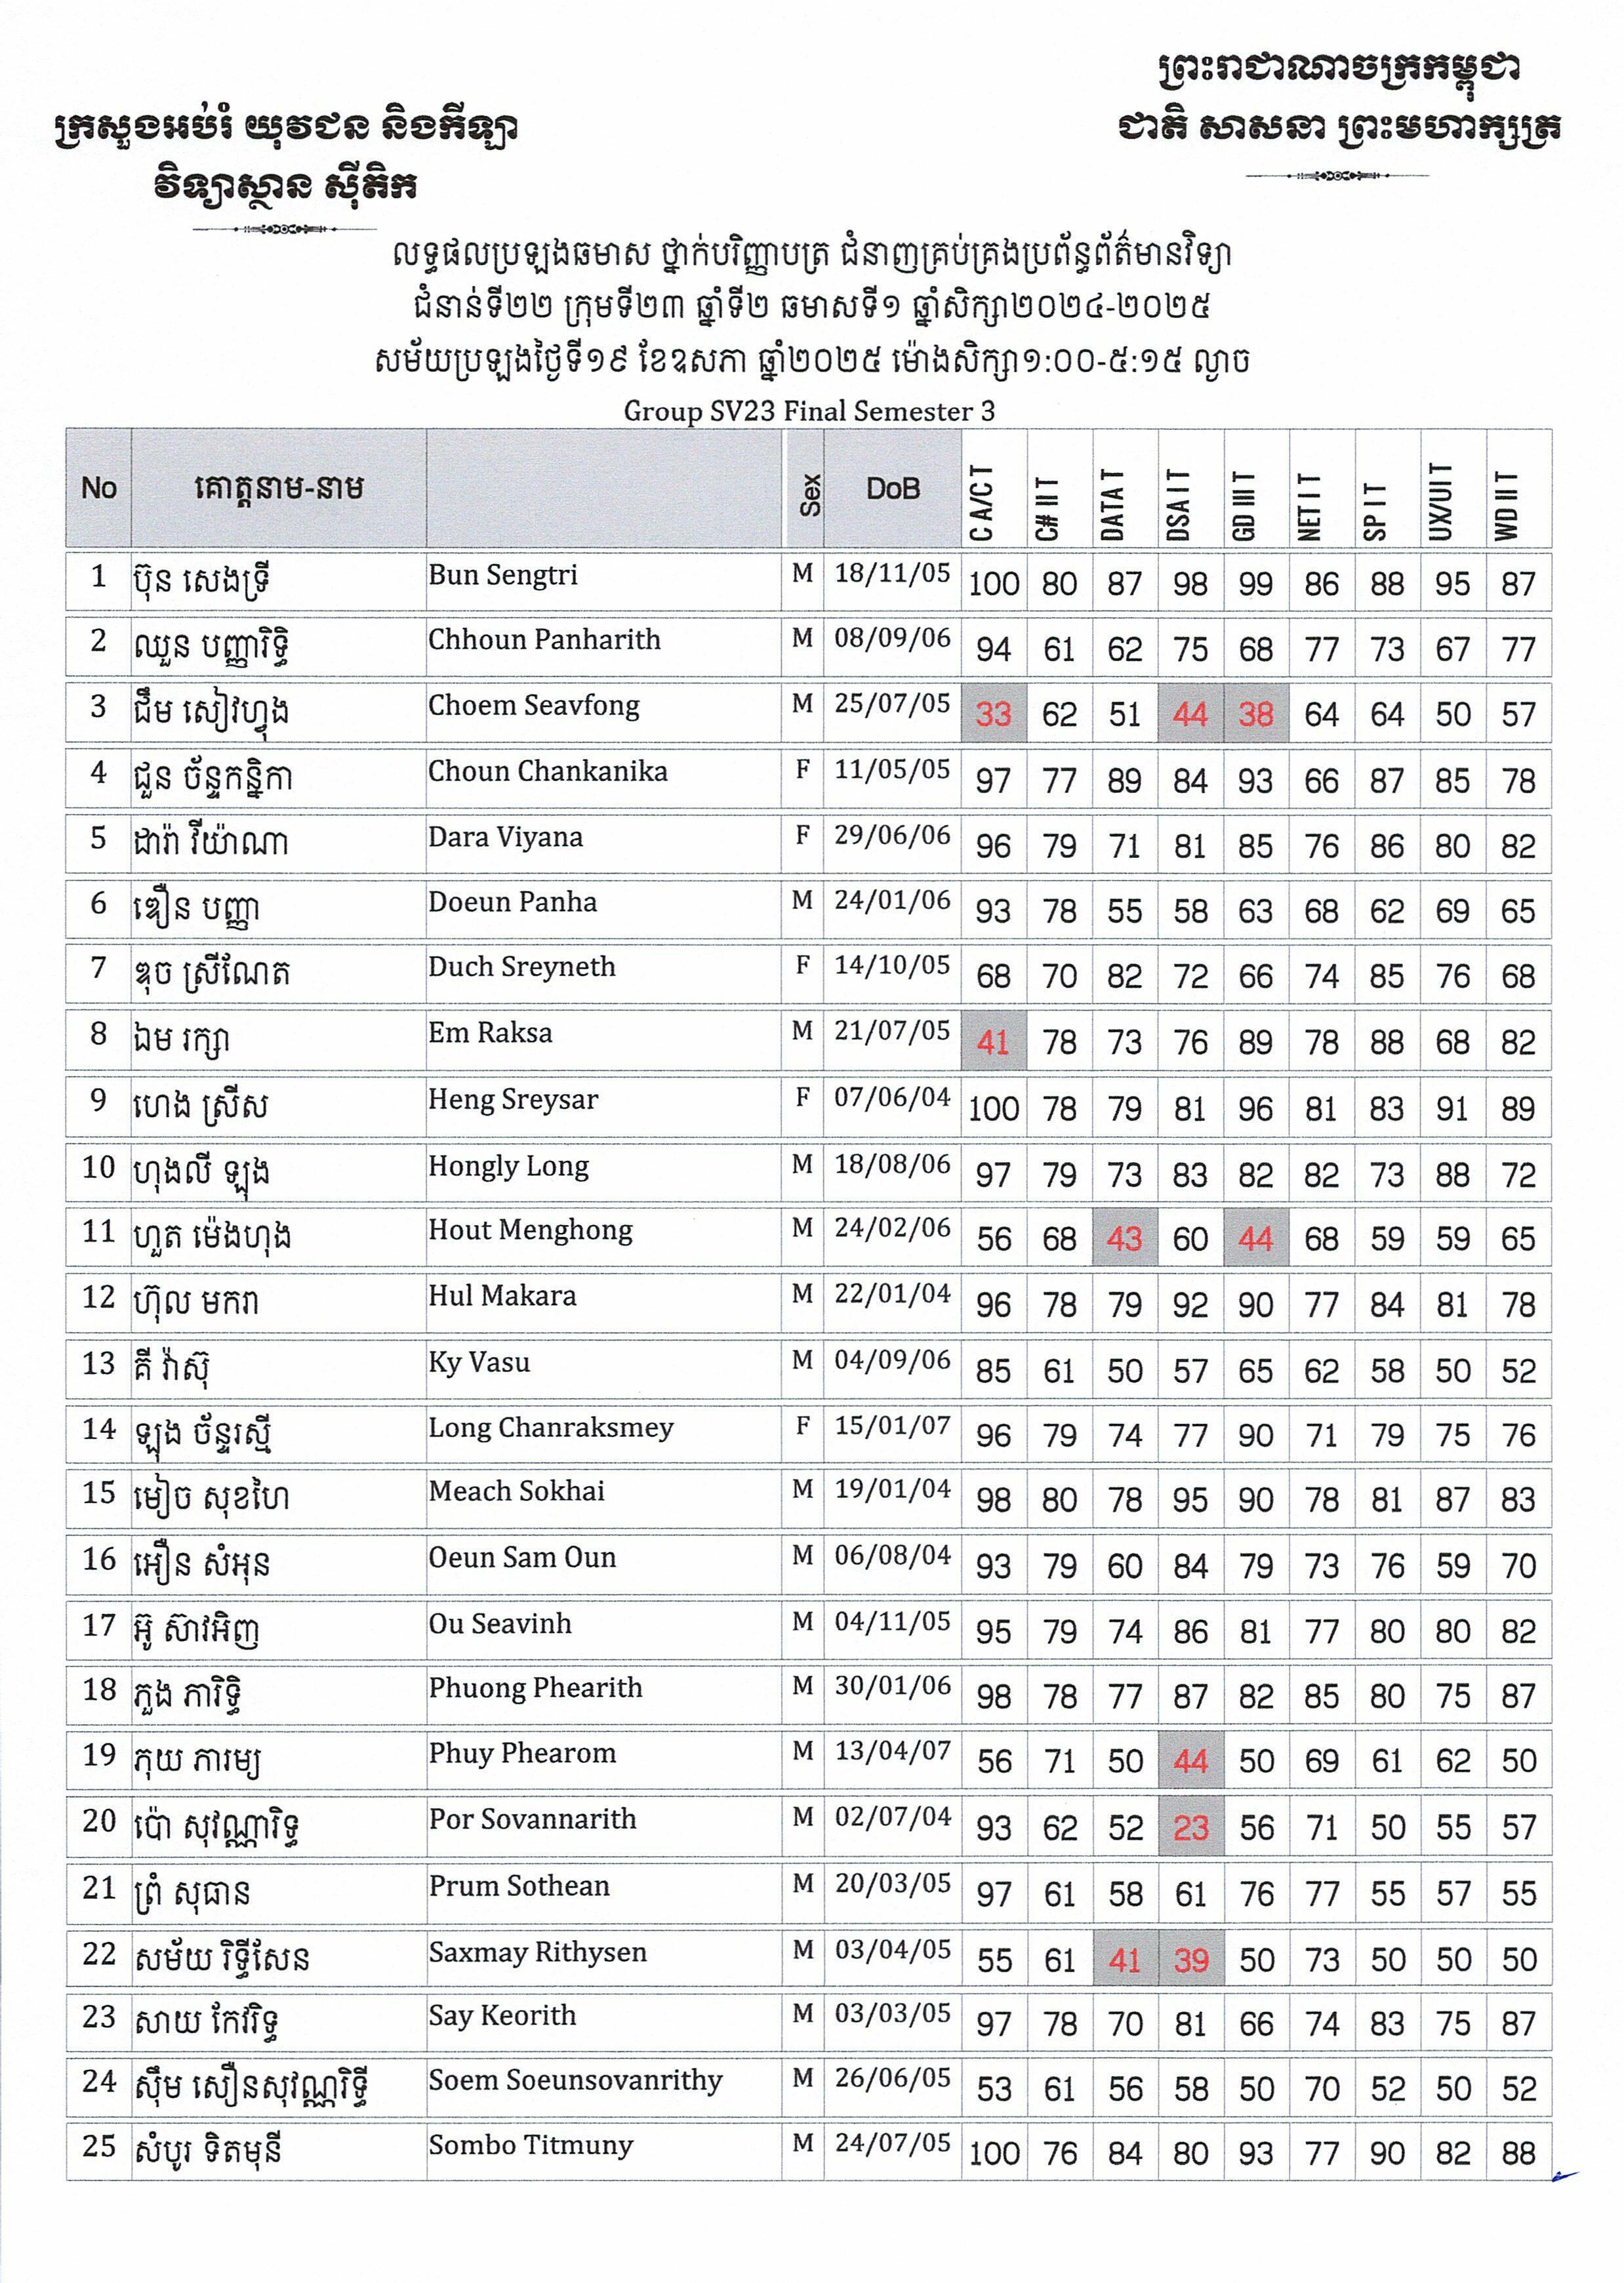 ព្រះរាជាណាចក្រកម្ពុជា
ជាតិ សាសនា ព្រះមហាក្សត្រ
ក្រសួងអប់រំ យុវជន និងកីឡា
វិទ្យាស្ថាន ស៊ីតិក
លទ្ធផលប្រឡងឆមាស ថ្នាក់បរិញ្ញាបត្រ ជំនាញគ្រប់គ្រងប្រព័ន្ធព័ត៌មានវិទ្យា
ជំនាន់ទី២២ ក្រុមទី២៣ ឆ្នាំទី២ ឆមាសទី១ ឆ្នាំសិក្សា២០២៤-២០២៥
សម័យប្រឡងថ្ងៃទី១៩ ខែឧសភា ឆ្នាំ២០២៥ ម៉ោងសិក្សា១:០០-៥:១៥ ល្ងាច
Group SV23 Final Semester 3
No គោត្តនាម-នាម Sex DoB C A/C T C# II T DATA T DSA I T GD III T NET I T SP I T UX/UI T WD II T
1 ប៊ុន សេងទ្រី Bun Sengtri M 18/11/05 100 80 87 98 99 86 88 95 87
2 ឈួន បញ្ញារិទ្ធិ Chhoun Panharith M 08/09/06 94 61 62 75 68 77 73 67 77
3 ជឹម សៀវហ្វុង Choem Seavfong M 25/07/05 33 62 51 44 38 64 64 50 57
4 ជួន ច័ន្ទកន្និកា Choun Chankanika F 11/05/05 97 77 89 84 93 66 87 85 78
5 ដារ៉ា វីយ៉ាណា Dara Viyana F 29/06/06 96 79 71 81 85 76 86 80 82
6 ឌឿន បញ្ញា Doeun Panha M 24/01/06 93 78 55 58 63 68 62 69 65
7 ឌុច ស្រីណែត Duch Sreyneth F 14/10/05 68 70 82 72 66 74 85 76 68
8 ឯម រក្សា Em Raksa M 21/07/05 41 78 73 76 89 78 88 68 82
9 ហេង ស្រីស Heng Sreysar F 07/06/04 100 78 79 81 96 81 83 91 89
10 ហុងលី ឡុង Hongly Long M 18/08/06 97 79 73 83 82 82 73 88 72
11 ហួត ម៉េងហុង Hout Menghong M 24/02/06 56 68 43 60 44 68 59 59 65
12 ហ៊ុល មករា Hul Makara M 22/01/04 96 78 79 92 90 77 84 81 78
13 គី វ៉ាស៊ុ Ky Vasu M 04/09/06 85 61 50 57 65 62 58 50 52
14 ឡុង ច័ន្ទរស្មី Long Chanraksmey F 15/01/07 96 79 74 77 90 71 79 75 76
15 មៀច សុខហៃ Meach Sokhai M 19/01/04 98 80 78 95 90 78 81 87 83
16 អឿន សំអុន Oeun Sam Oun M 06/08/04 93 79 60 84 79 73 76 59 70
17 អ៊ូ ស៊ាវអិញ Ou Seavinh M 04/11/05 95 79 74 86 81 77 80 80 82
18 ភួង ភារិទ្ធិ Phuong Phearith M 30/01/06 98 78 77 87 82 85 80 75 87
19 ភុយ ភារម្យ Phuy Phearom M 13/04/07 56 71 50 44 50 69 61 62 50
20 ប៉ោ សុវណ្ណារិទ្ធ Por Sovannarith M 02/07/04 93 62 52 23 56 71 50 55 57
21 ព្រំ សុធាន Prum Sothean M 20/03/05 97 61 58 61 76 77 55 57 55
22 សម័យ រិទ្ធីសែន Saxmay Rithysen M 03/04/05 55 61 41 39 50 73 50 50 50
23 សាយ កែវរិទ្ធ Say Keorith M 03/03/05 97 78 70 81 66 74 83 75 87
24 ស៊ឹម សឿនសុវណ្ណរិទ្ធី Soem Soeunsovanrithy M 26/06/05 53 61 56 58 50 70 52 50 52
25 សំបូរ ទិតមុនី Sombo Titmuny M 24/07/05 100 76 84 80 93 77 90 82 88